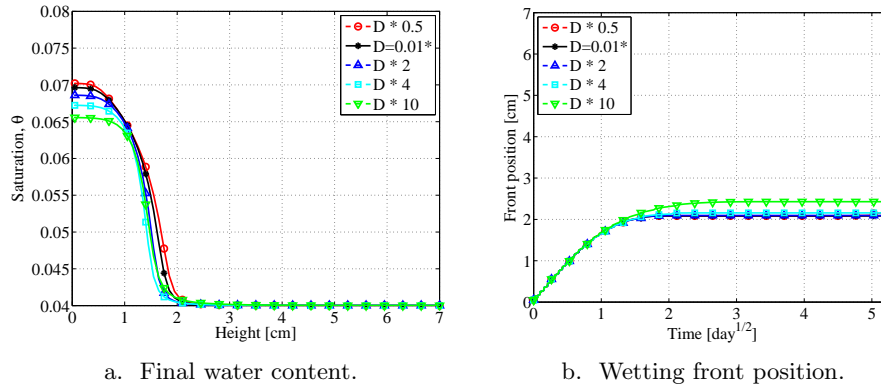 0.08
0.075
0.07
0.065
0.06
0.055
0.05
0.045
0.04
Saturation, θ
0 1 2 3 4 5 6 7
Height [cm]
D * 0.5
D=0.01*
D * 2
D * 4
D * 10
a. Final water content.
7
6
5
4
3
2
1
0
Front position [cm]
0 1 2 3 4 5
Time [day^1/2]
D * 0.5
D=0.01*
D * 2
D * 4
D * 10
b. Wetting front position.